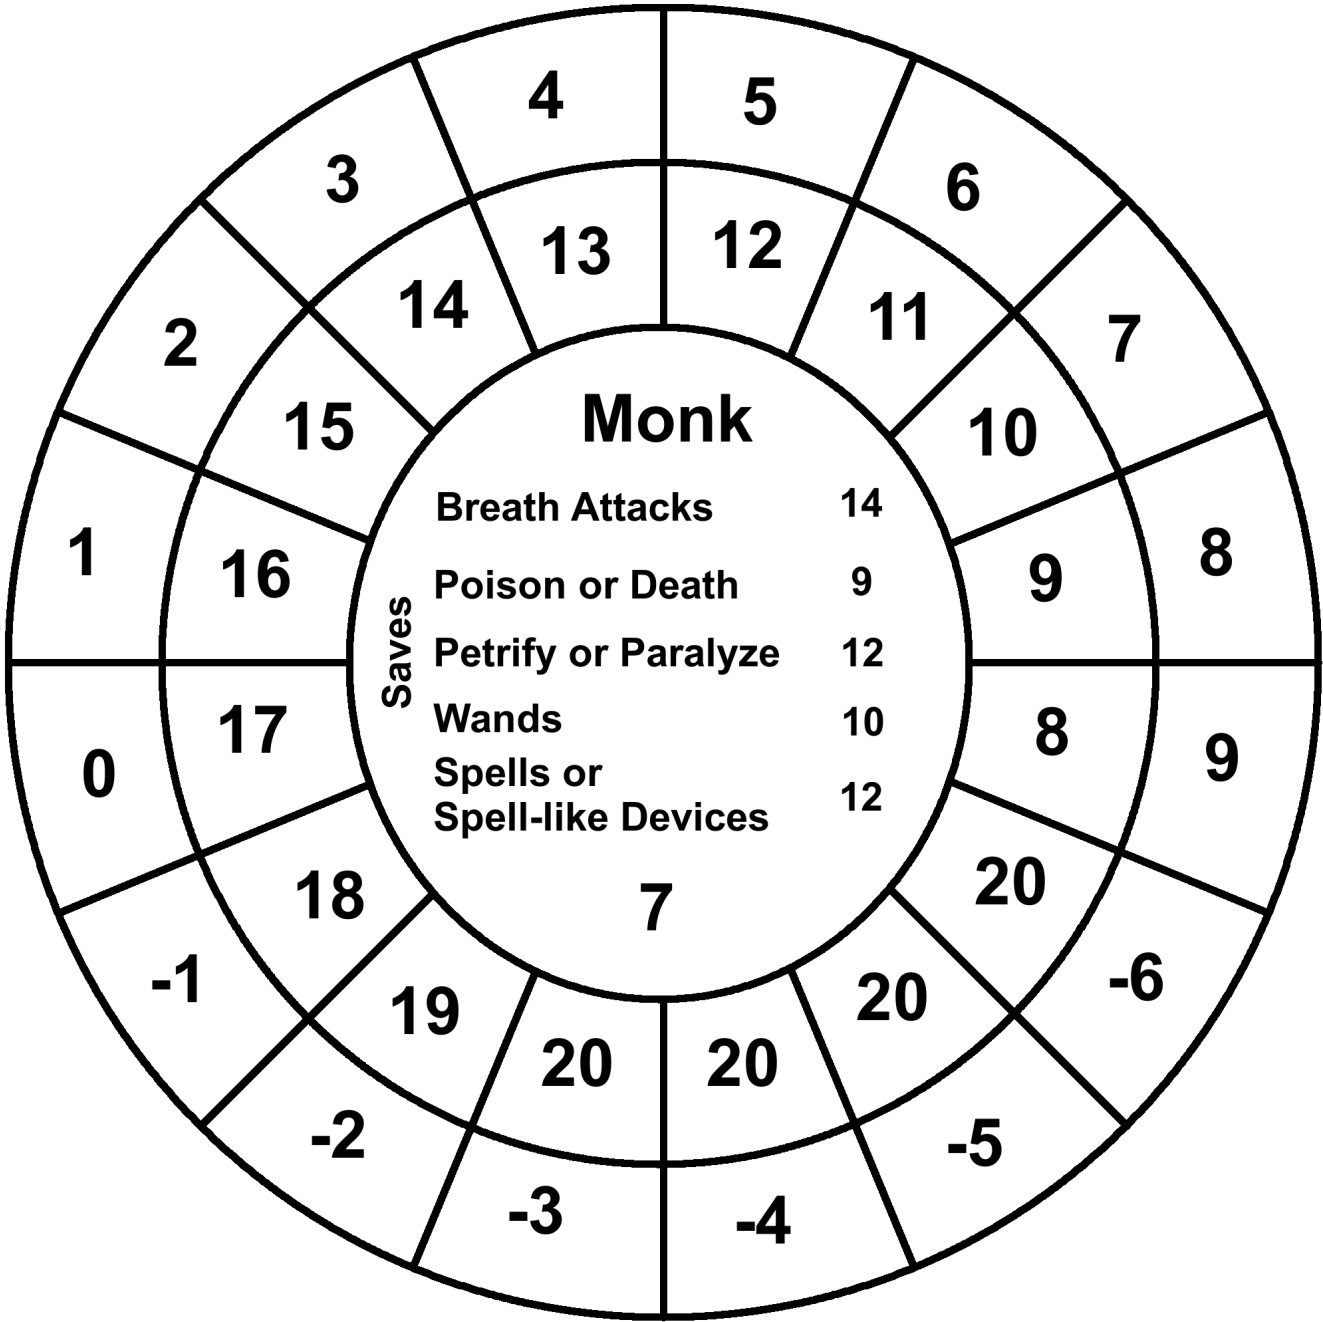 4 5
3 6
13 12
14 11
2 7
15 10
Monk
Breath Attacks 14
1 8
16 9
Poison or Death 9
Saves
Petrify or Paralyze 12
Wands 10
17 8
0 9
Spells or
Spell-like Devices 12
18 20
7
-1 -6
19 20
20 20
-2 -5
-3 -4